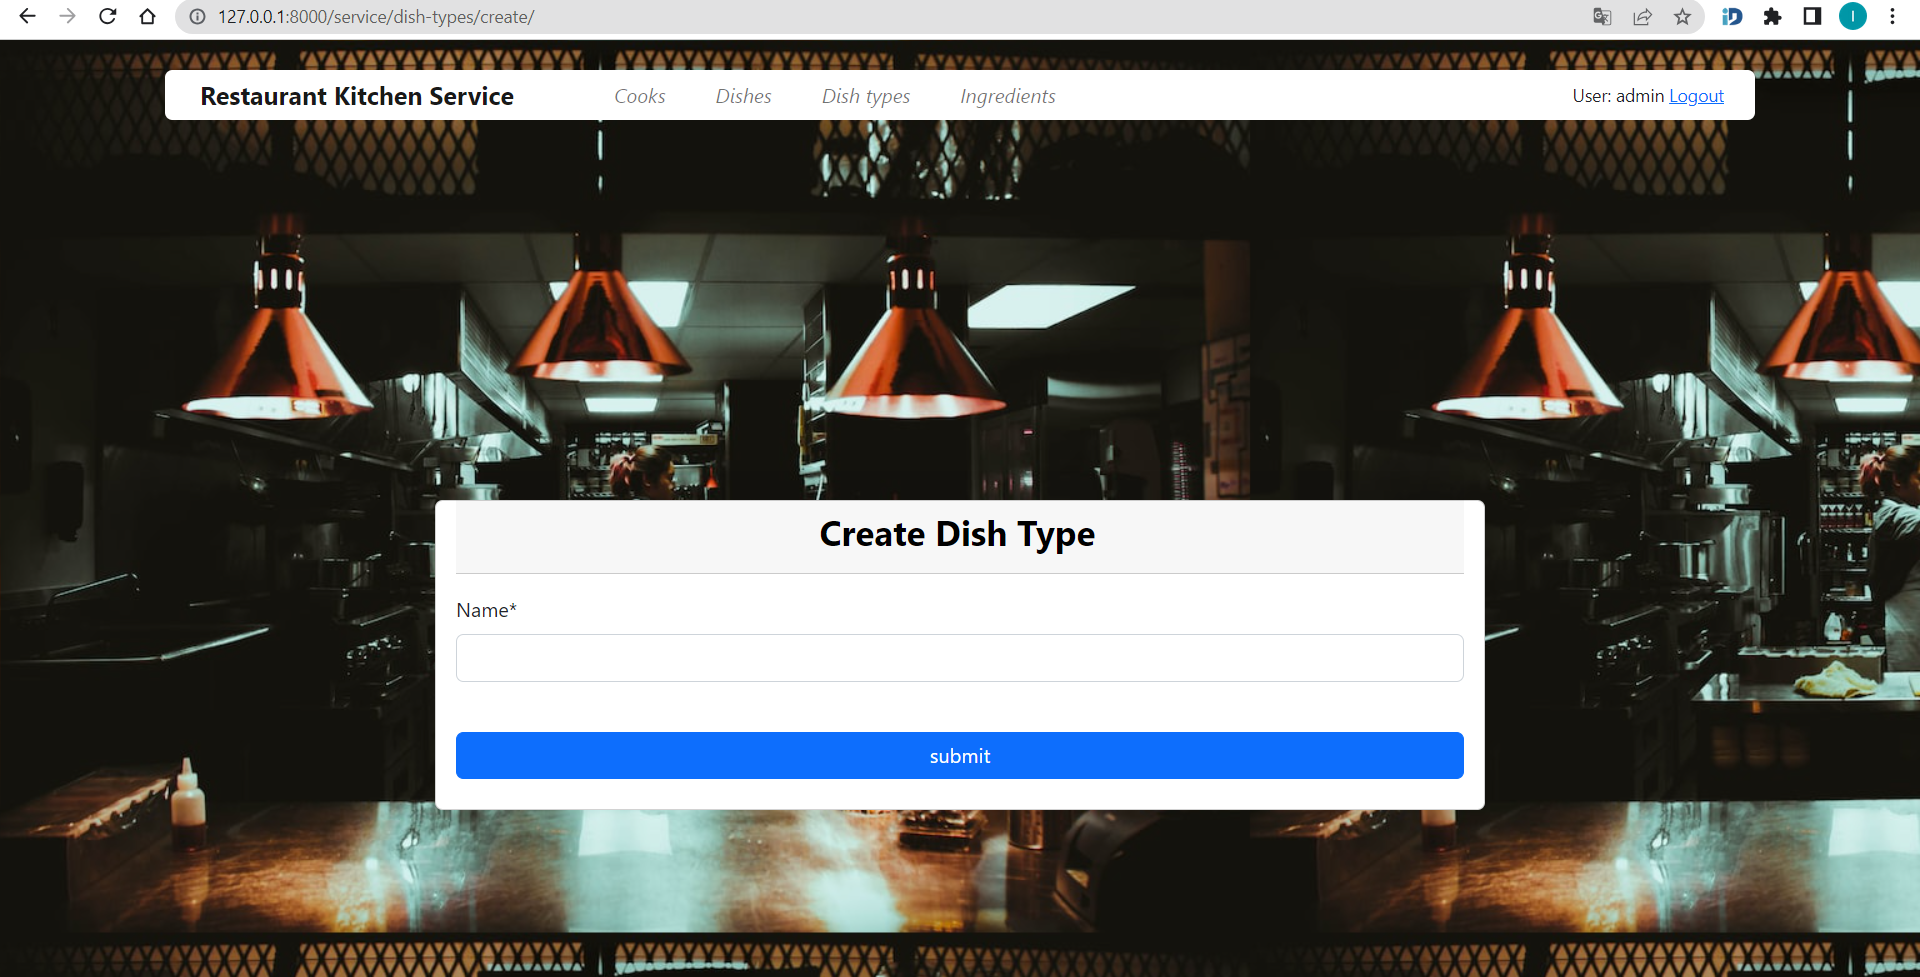 127.0.0.1:8000/service/dish-types/create/
Restaurant Kitchen Service Cooks Dishes Dish types Ingredients User: admin Logout
Create Dish Type
Name*
submit